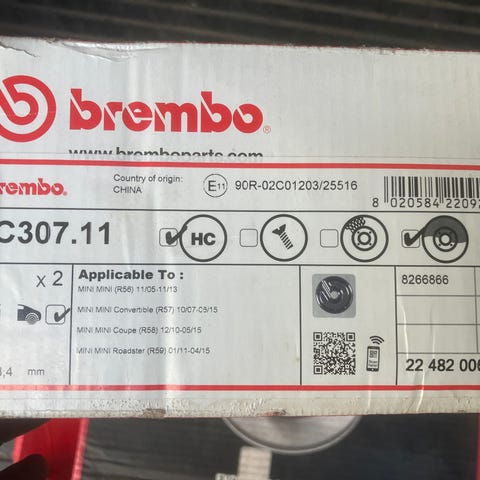 brembo
www.bremboparts.com
rembo.
Country of origin:
CHINA
E11 90R-02C01203/25516
8 020584 22097
C307.11
HC
x 2
Applicable To :
MINI MINI (R56) 11/05-11/13
MINI MINI Convertible (R57) 10/07-05/15
MINI MINI Coupe (R58) 12/10-05/15
MINI MINI Roadster (R59) 01/11-04/15
8266866
,4 mm
22 482 006